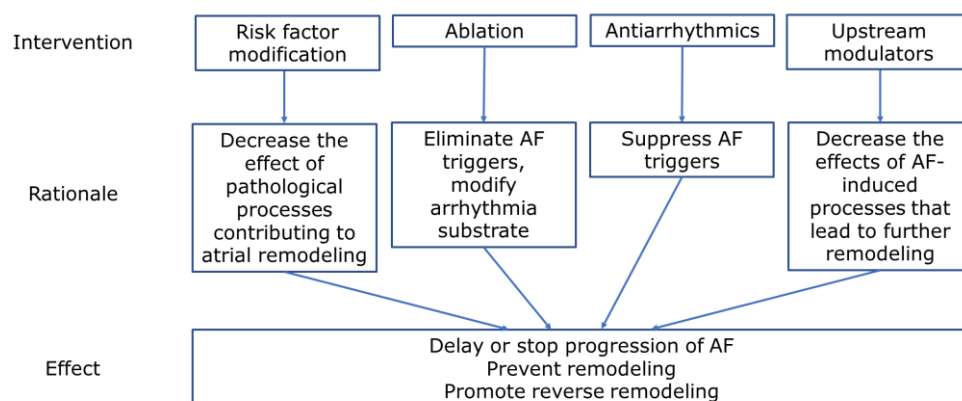 Intervention
Risk factor
modification
Ablation
Antiarrhythmics
Upstream
modulators
Rationale
Decrease the
effect of
pathological
processes
contributing to
atrial remodeling
Eliminate AF
triggers,
modify
arrhythmia
substrate
Suppress AF
triggers
Decrease the
effects of AF-
induced
processes that
lead to further
remodeling
Effect
Delay or stop progression of AF
Prevent remodeling
Promote reverse remodeling